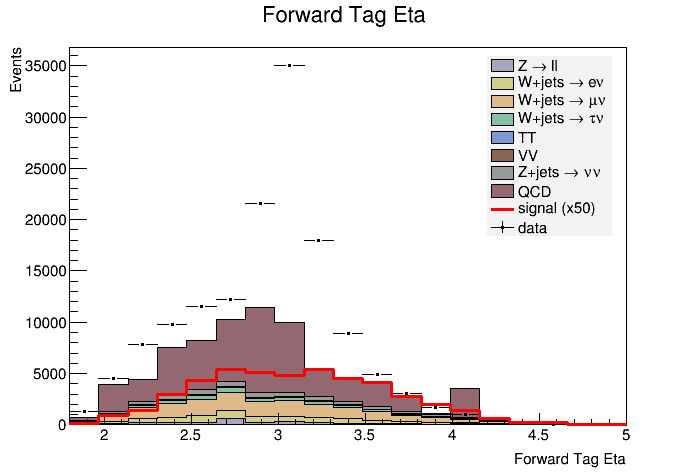 Forward Tag Eta
Events
35000
30000
25000
20000
15000
10000
5000
0
Z → ll
W+jets → eν
W+jets → μν
W+jets → τν
TT
VV
Z+jets → νν
QCD
signal (x50)
data
2 2.5 3 3.5 4 4.5 5
Forward Tag Eta